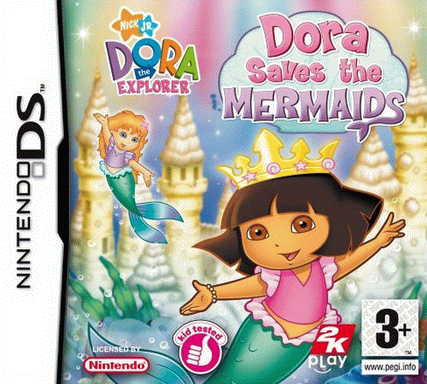 NINTENDO DS™
NICK JR
DORA
the
EXPLORER
Dora
Saves the
MERMAIDS
LICENSED BY
Nintendo
kid tested
2K
play
3+
www.pegi.info